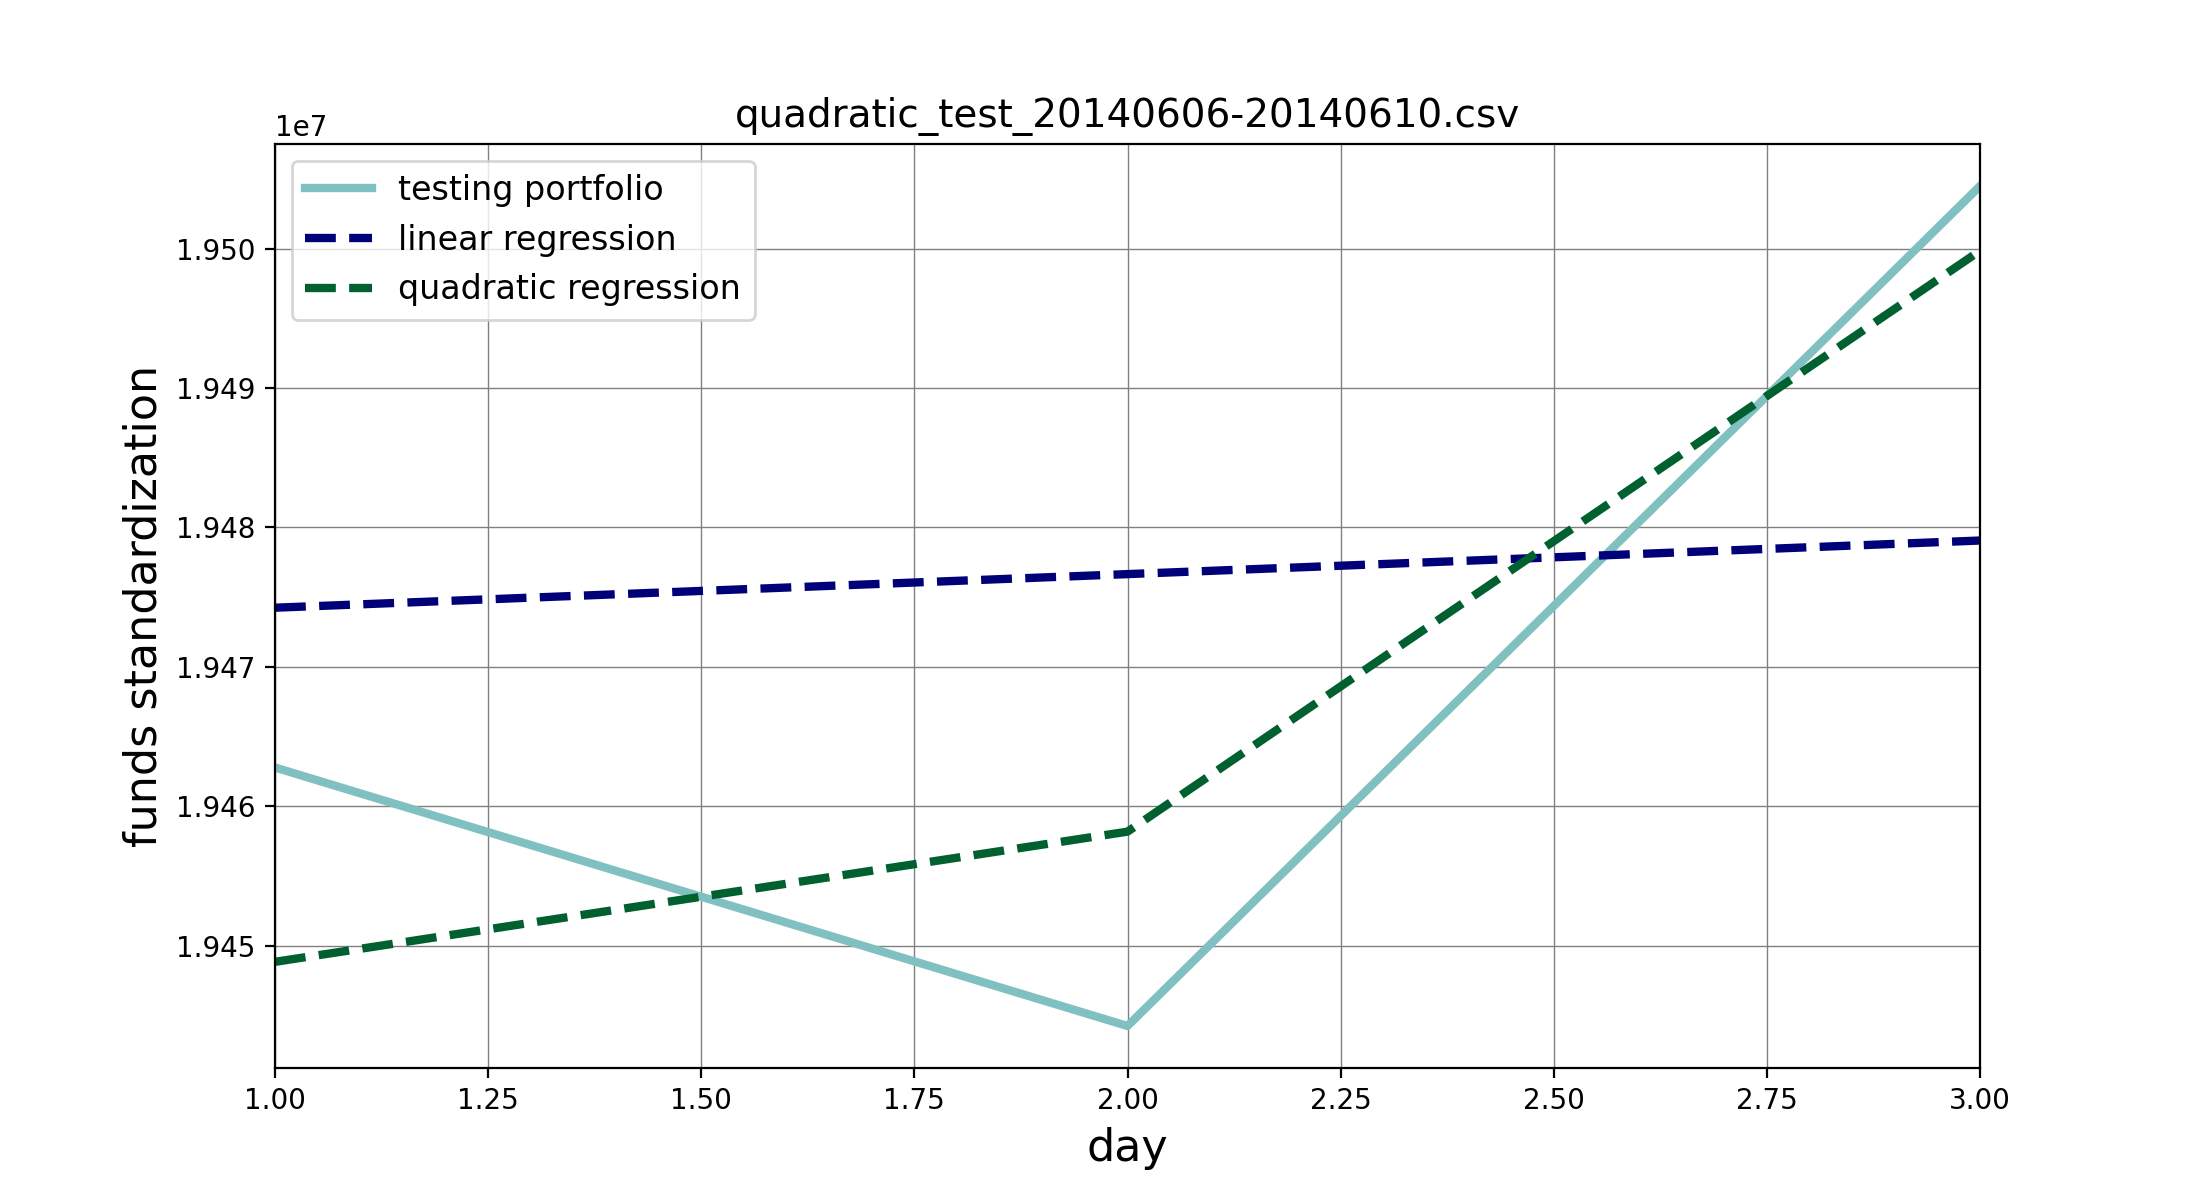 quadratic_test_20140606-20140610.csv
1e7
testing portfolio
linear regression
quadratic regression
1.950
1.949
1.948
1.947
1.946
1.945
funds standardization
1.00 1.25 1.50 1.75 2.00 2.25 2.50 2.75 3.00
day